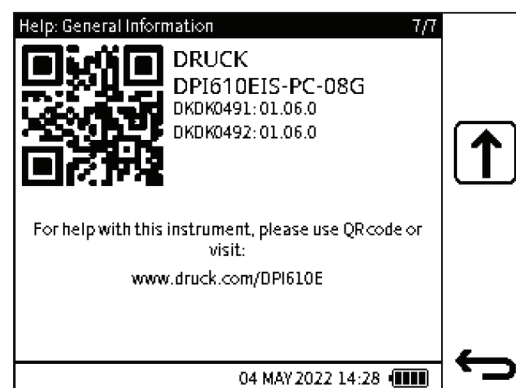 Help: General Information 7/7
DRUCK
DPI610EIS-PC-08G
DKDK0491: 01.06.0
DKDK0492: 01.06.0
For help with this instrument, please use QR code or
visit:
www.druck.com/DPI610E
04 MAY 2022 14:28